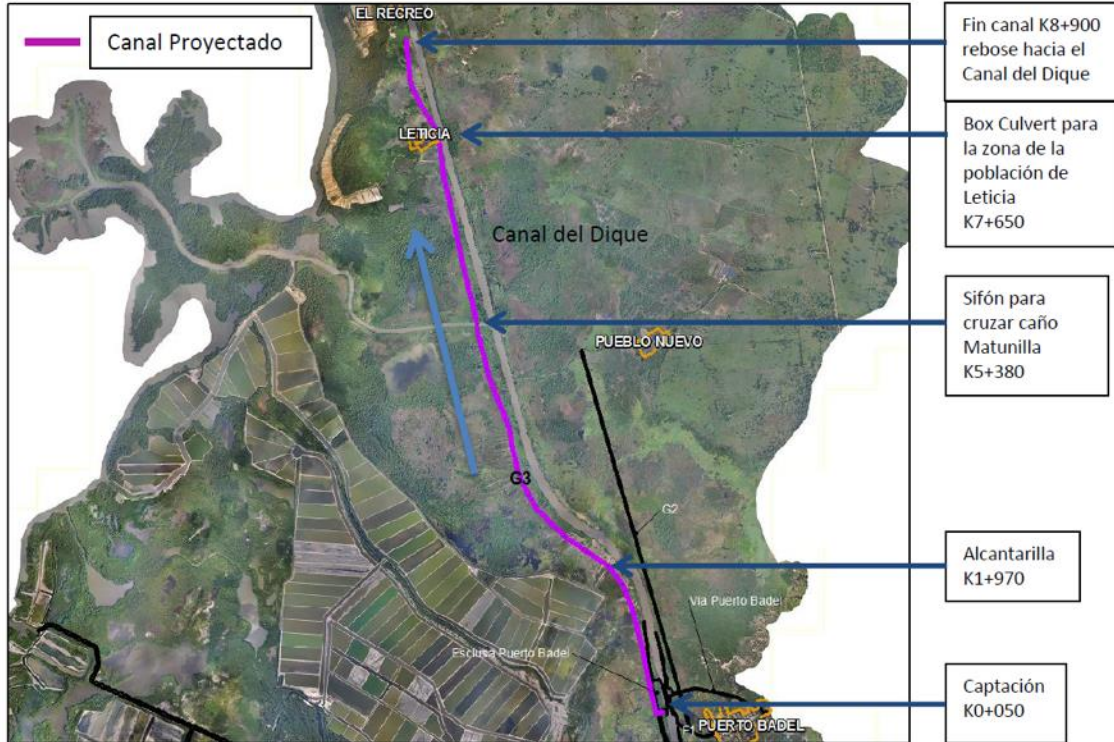 Canal Proyectado
EL RECREO
LETICIA
Canal del Dique
PUEBLO NUEVO
G3
G2
Vía Puerto Badel
Esclusa Puerto Badel
PUERTO BADEL
Fin canal K8+900
rebose hacia el
Canal del Dique
Box Culvert para
la zona de la
población de
Leticia
K7+650
Sifón para
cruzar caño
Matunilla
K5+380
Alcantarilla
K1+970
Captación
K0+050